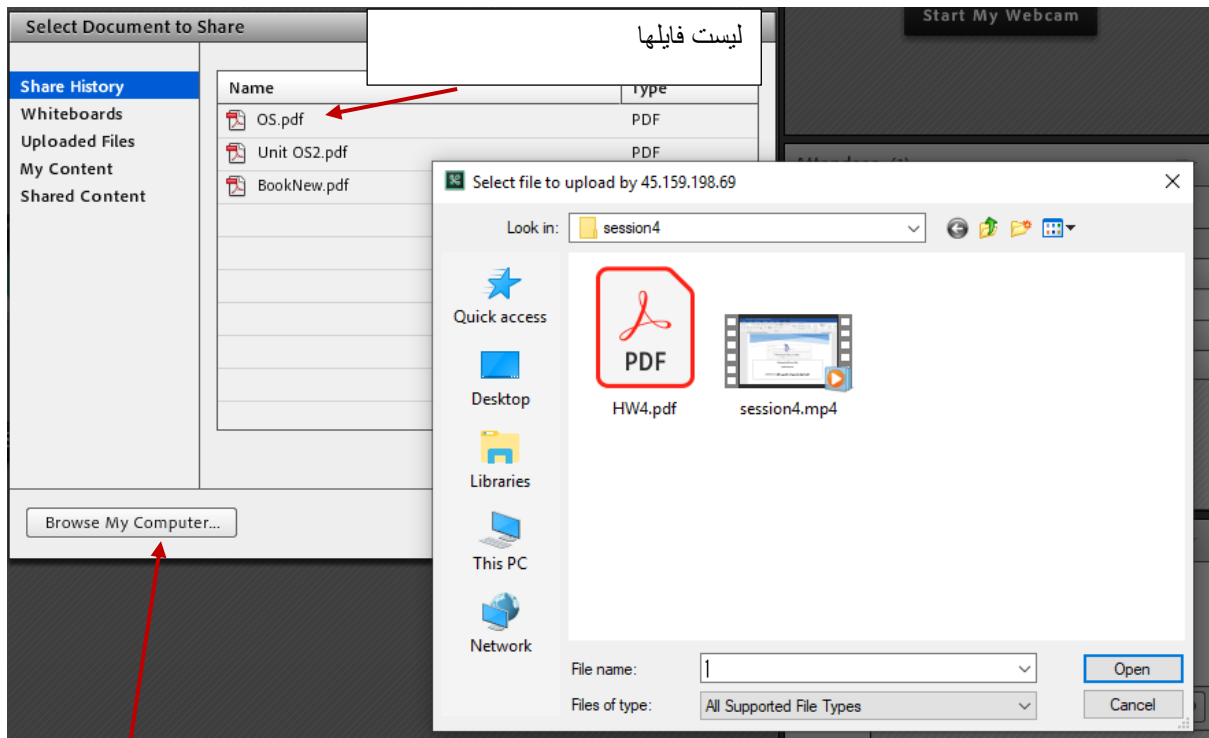 Select Document to Share
لیست فایلها
Start My Webcam
Share History
Whiteboards
Uploaded Files
My Content
Shared Content
Name
Type
OS.pdf
PDF
Unit OS2.pdf
PDF
BookNew.pdf
Browse My Computer...
Select file to upload by 45.159.198.69
Look in:
session4
Quick access
Desktop
Libraries
This PC
Network
PDF
HW4.pdf
session4.mp4
File name:
Open
Files of type:
All Supported File Types
Cancel